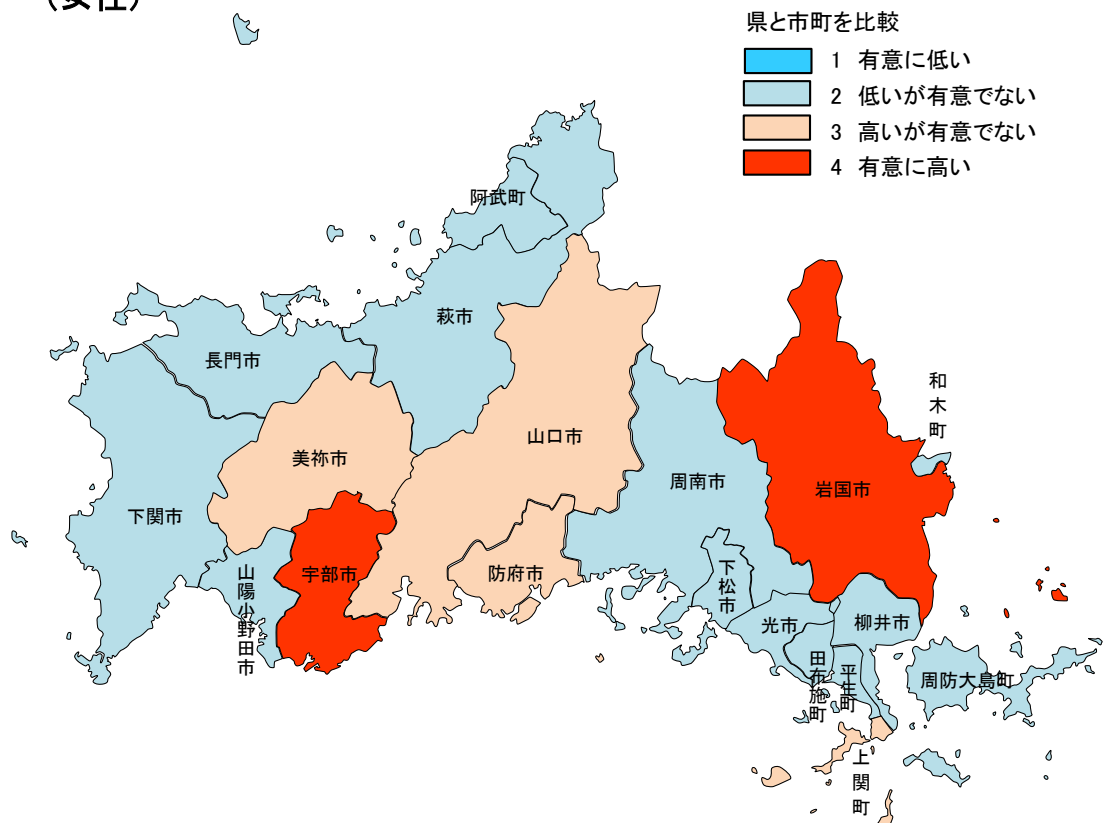 (女性)
県と市町を比較
1 有意に低い
2 低いが有意でない
3 高いが有意でない
4 有意に高い
阿武町
萩市
長門市
和木町
山口市
美祢市
周南市
岩国市
下関市
宇部市
防府市
山陽小野田市
下松市
光市
柳井市
田布施町
平生町
周防大島町
上関町